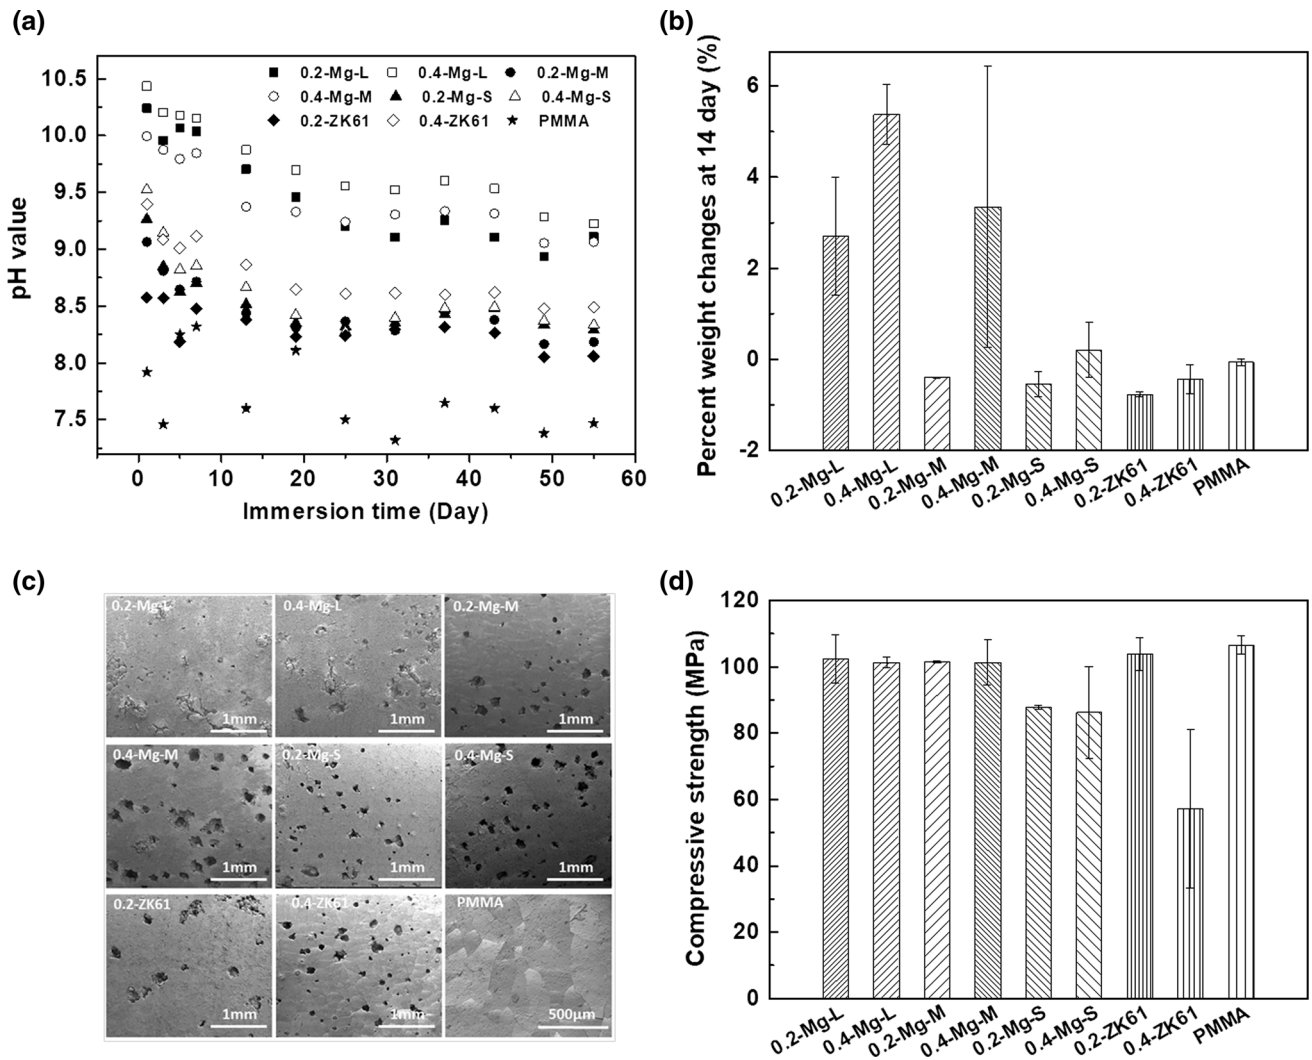 (a)
10.5
10.0
9.5
9.0
8.5
8.0
7.5
pH value
0.2-Mg-L 0.4-Mg-L 0.2-Mg-M
0.4-Mg-M 0.2-Mg-S 0.4-Mg-S
0.2-ZK61 0.4-ZK61 PMMA
0 10 20 30 40 50 60
Immersion time (Day)
(b)
Percent weight changes at 14 day (%)
6
4
2
0
-2
0.2-Mg-L
0.4-Mg-L
0.2-Mg-M
0.4-Mg-M
0.2-Mg-S
0.4-Mg-S
0.2-ZK61
0.4-ZK61
PMMA
(c)
0.2-Mg-L 0.4-Mg-L 0.2-Mg-M
1mm 1mm 1mm
0.4-Mg-M 0.2-Mg-S 0.4-Mg-S
1mm 1mm 1mm
0.2-ZK61 0.4-ZK61 PMMA
1mm 1mm 500µm
(d)
Compressive strength (MPa)
120
100
80
60
40
20
0
0.2-Mg-L
0.4-Mg-L
0.2-Mg-M
0.4-Mg-M
0.2-Mg-S
0.4-Mg-S
0.2-ZK61
0.4-ZK61
PMMA